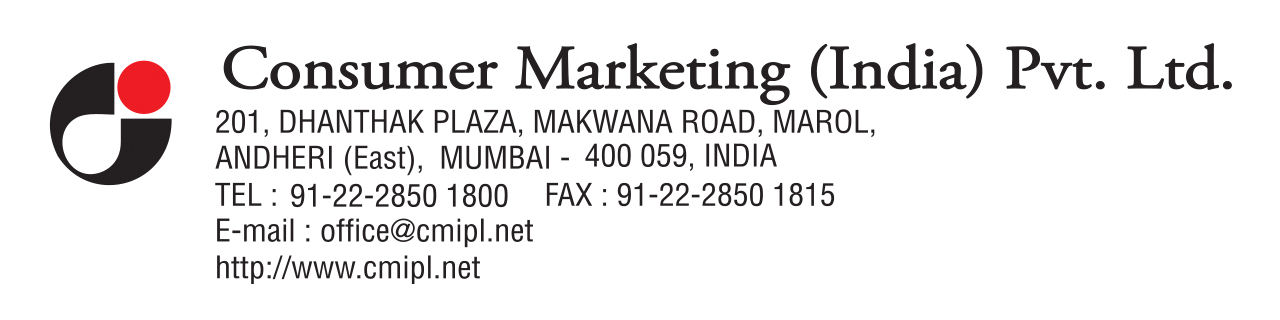 Consumer Marketing (India) Pvt. Ltd.
201, DHANTHAK PLAZA, MAKWANA ROAD, MAROL,
ANDHERI (East), MUMBAI - 400 059, INDIA
TEL : 91-22-2850 1800 FAX : 91-22-2850 1815
E-mail : office@cmipl.net
http://www.cmipl.net